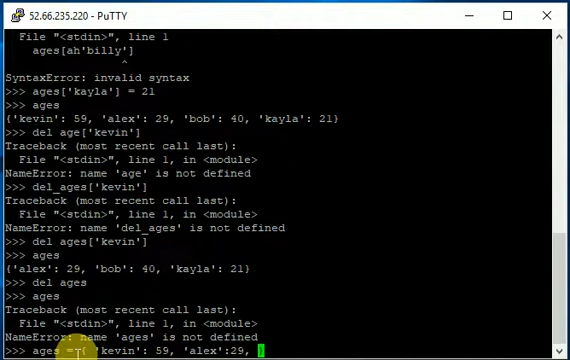 52.66.235.220 - PuTTY
File "<stdin>", line 1
ages[ah'billy']
^
SyntaxError: invalid syntax
>>> ages['kayla'] = 21
>>> ages
{'kevin': 59, 'alex': 29, 'bob': 40, 'kayla': 21}
>>> del age['kevin']
Traceback (most recent call last):
File "<stdin>", line 1, in <module>
NameError: name 'age' is not defined
>>> del_ages['kevin']
Traceback (most recent call last):
File "<stdin>", line 1, in <module>
NameError: name 'del_ages' is not defined
>>> del ages['kevin']
>>> ages
{'alex': 29, 'bob': 40, 'kayla': 21}
>>> del ages
>>> ages
Traceback (most recent call last):
File "<stdin>", line 1, in <module>
NameError: name 'ages' is not defined
>>> ages = { 'kevin': 59, 'alex':29, }